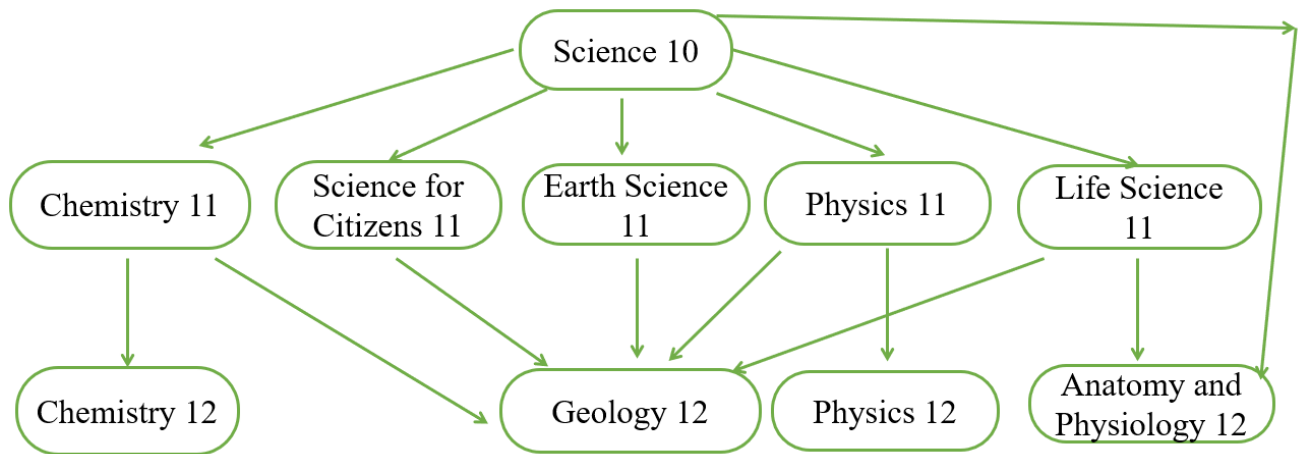 Science 10
Chemistry 11
Science for
Citizens 11
Earth Science
11
Physics 11
Life Science
11
Chemistry 12
Geology 12
Physics 12
Anatomy and
Physiology 12